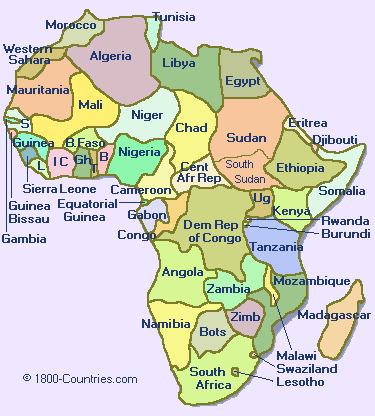 Tunisia
Morocco
Western
Sahara
Algeria
Libya
Egypt
Mauritania
Mali
Niger
Chad
Sudan
Eritrea
Djibouti
S
Guinea
B Faso
L
I C
Gh
T
B
Nigeria
South
Sudan
Ethiopia
Cent
Afr Rep
Somalia
Sierra Leone
Cameroon
Ug
Kenya
Guinea
Bissau
Equatorial
Guinea
Gabon
Rwanda
Burundi
Gambia
Congo
Dem Rep
of Congo
Tanzania
Angola
Zambia
Mozambique
Madagascar
Namibia
Zimb
Bots
Malawi
Swaziland
Lesotho
South
Africa
© 1800-Countries.com